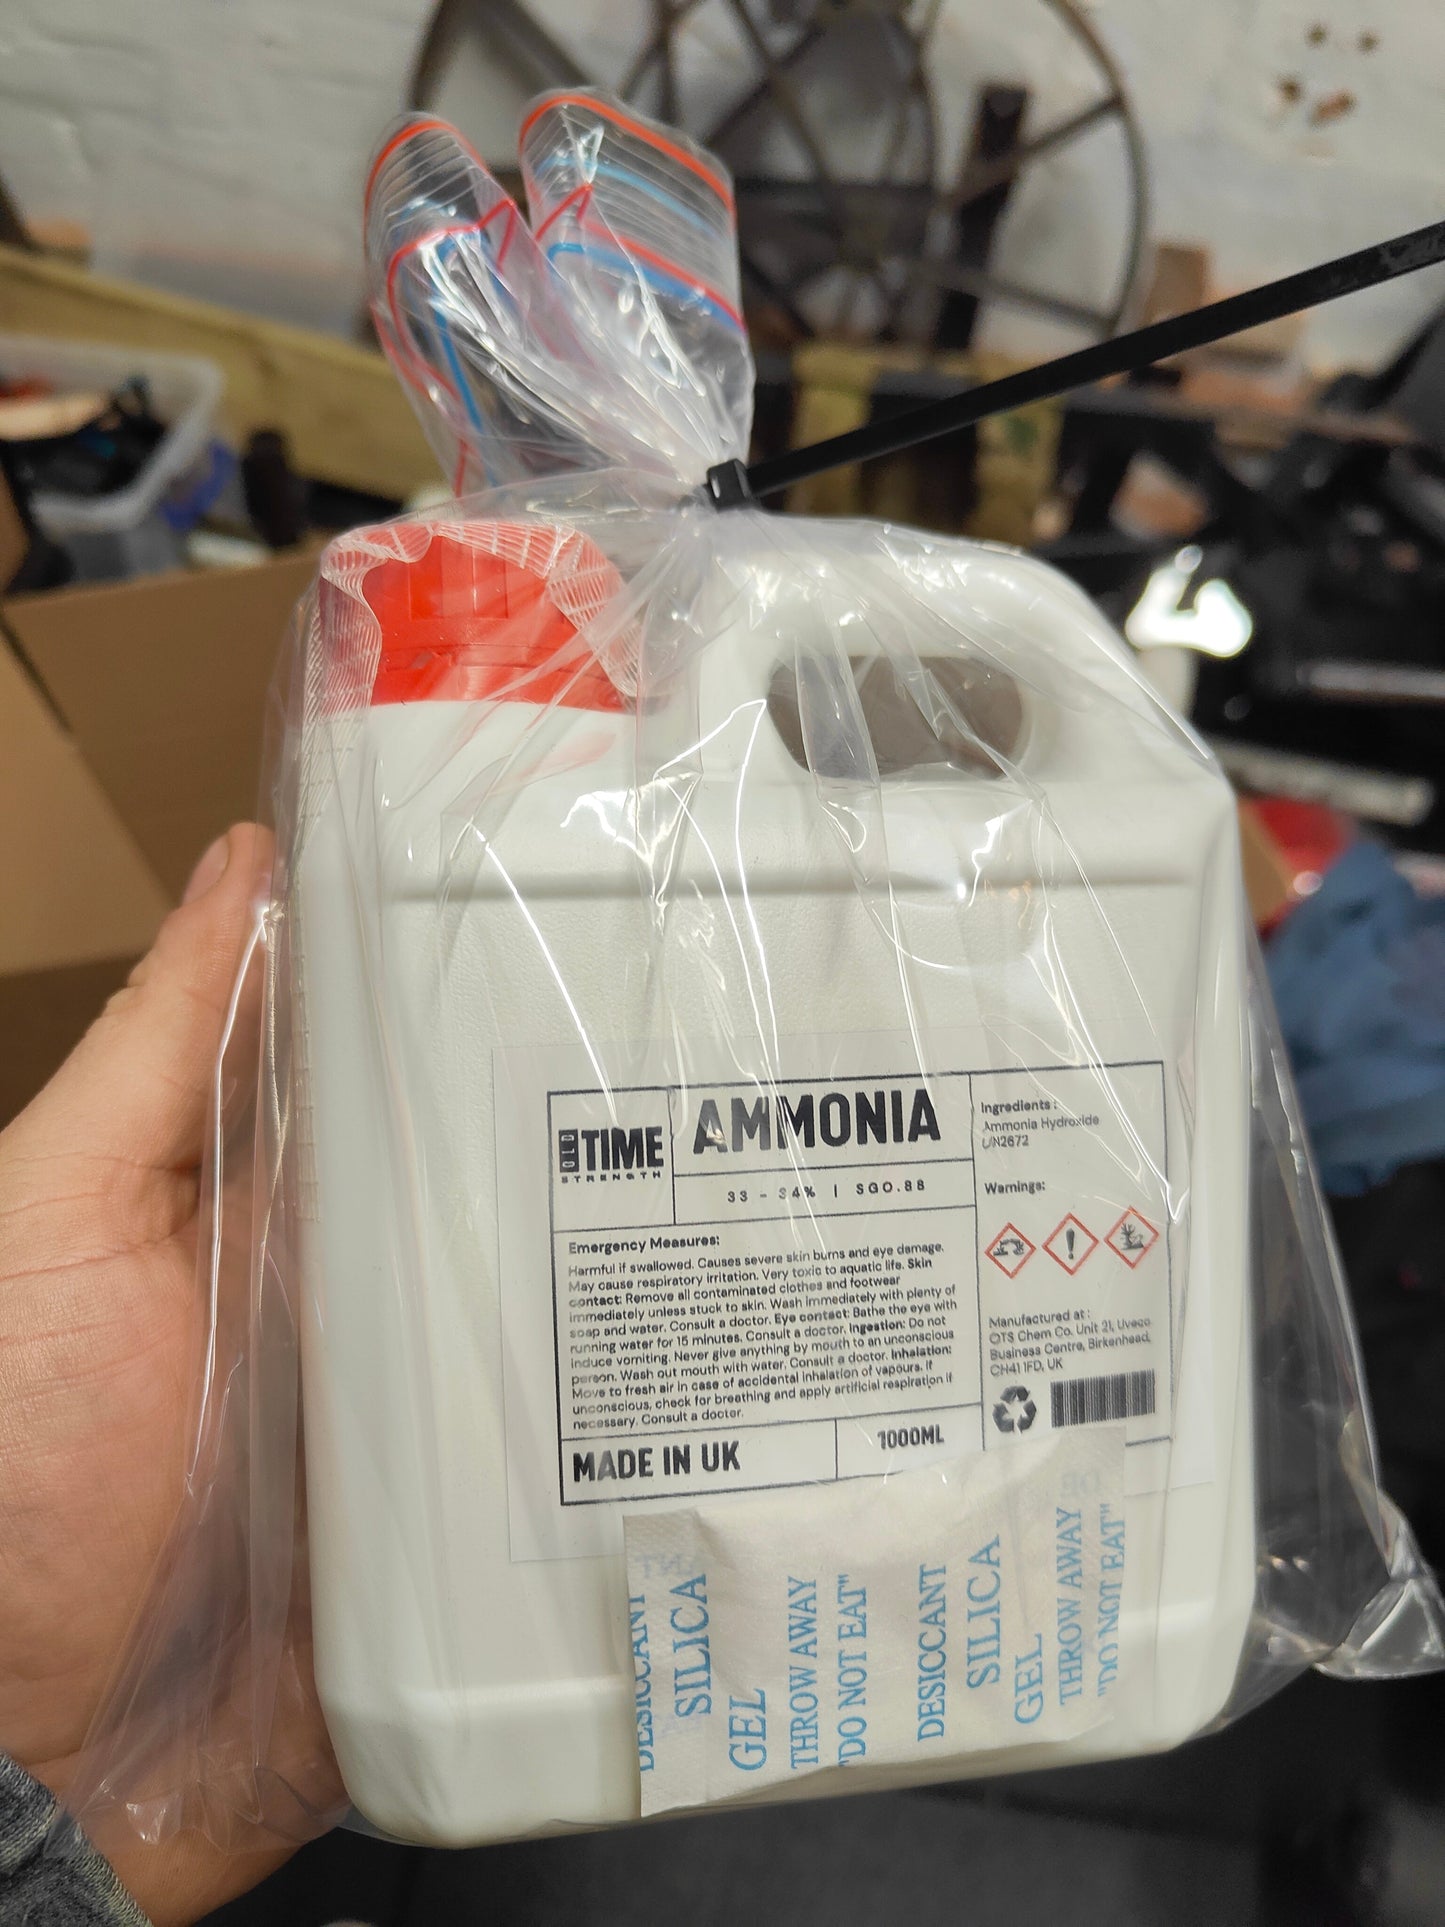 OLD TIME
STRENGTH
AMMONIA
33 - 34% | SG0.88
Emergency Measures:
Harmful if swallowed. Causes severe skin burns and eye damage.
May cause respiratory irritation. Very toxic to aquatic life. Skin
contact: Remove all contaminated clothes and footwear
immediately unless stuck to skin. Wash immediately with plenty of
soap and water. Consult a doctor. Eye contact: Bathe the eye with
running water for 15 minutes. Consult a doctor. Ingestion: Do not
induce vomiting. Never give anything by mouth to an unconscious
person. Wash out mouth with water. Consult a doctor. Inhalation:
Move to fresh air in case of accidental inhalation of vapours. If
unconscious, check for breathing and apply artificial respiration if
necessary. Consult a doctor.
MADE IN UK
1000ML
Ingredients :
Ammonia Hydroxide
UN2672
Warnings:
Manufactured at :
OTS Chem Co. Unit 21, Uveco
Business Centre, Birkenhead,
CH41 1FD, UK
DESICCANT
SILICA
GEL
THROW AWAY
"DO NOT EAT"
DESICCANT
SILICA
GEL
THROW AWAY
"DO NOT EAT"